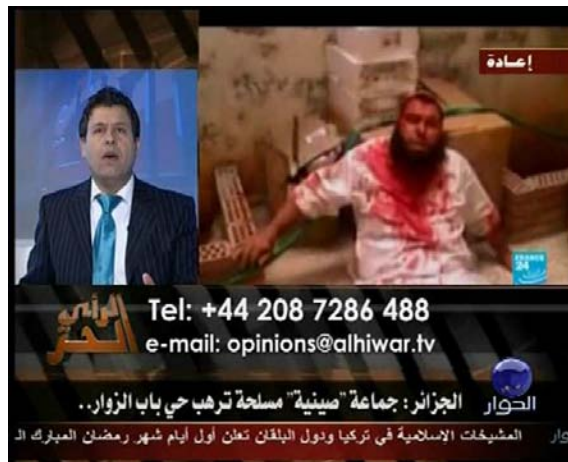 إعادة
FRANCE
24
الرأي
الحر
Tel: +44 208 7286 488
e-mail: opinions@alhiwar.tv
الجزائر: جماعة "صينية" مسلحة ترهب حي باب الزوار..
الحوار
المشيخات الاسلامية في تركيا ودول البلقان تعلن أول أيام شهر رمضان المبارك الـ